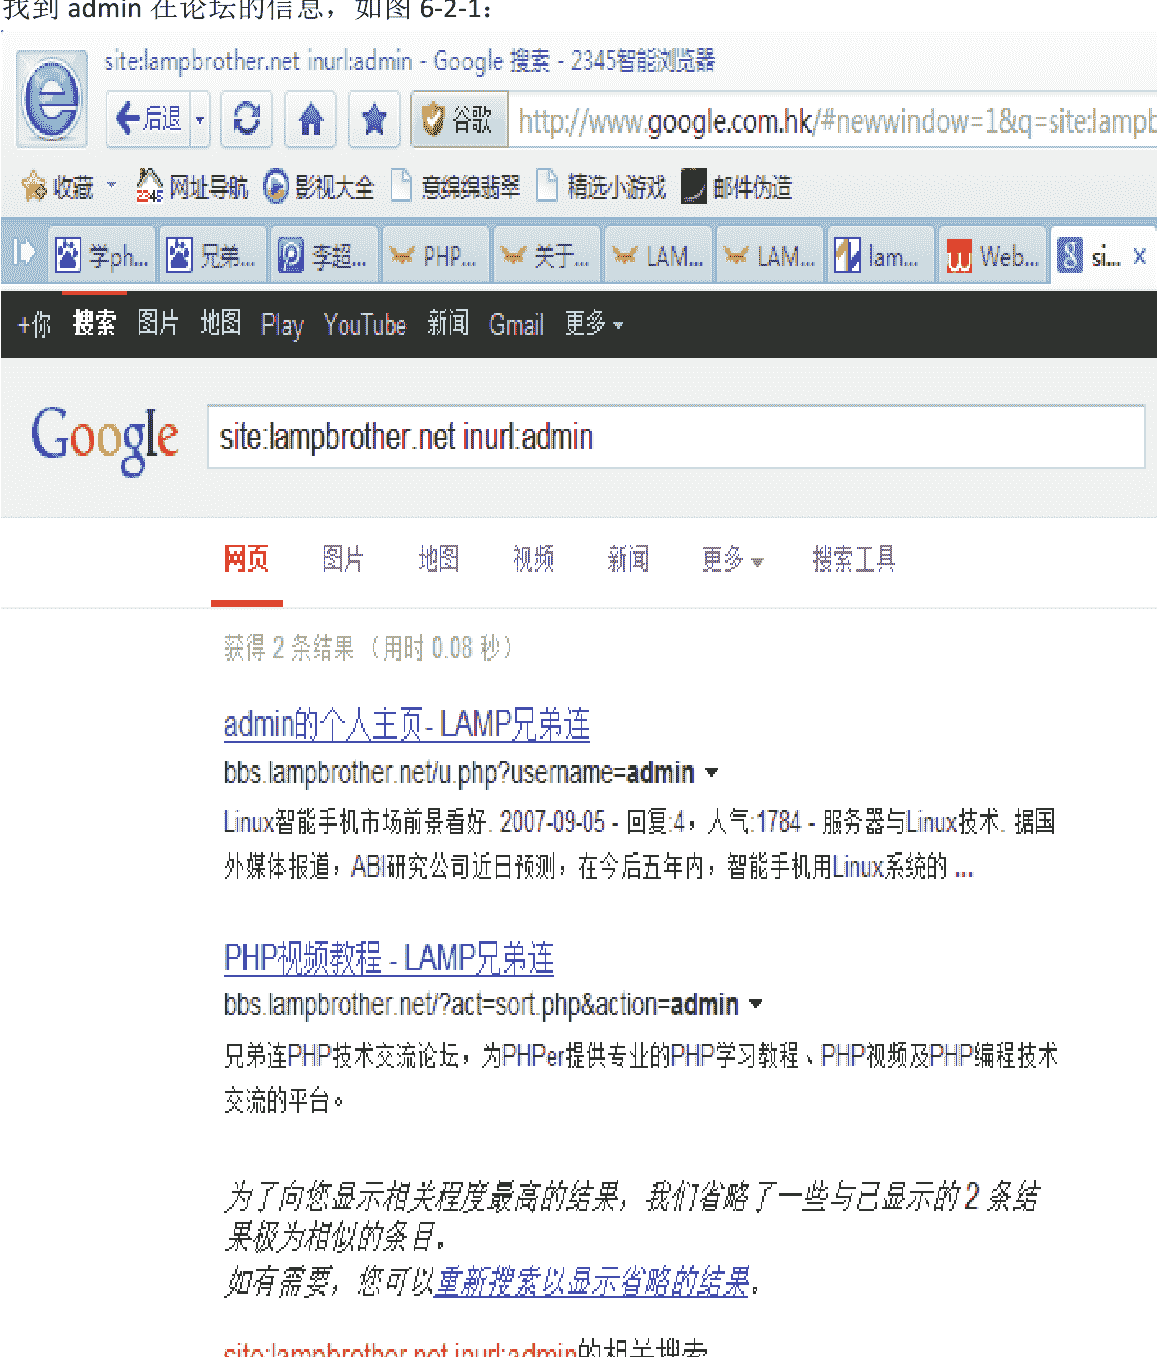 找到 admin 在论坛的信息，如图 6-2-1：
site:lampbrother.net inurl:admin - Google 搜索 - 2345智能浏览器
后退 谷歌 http://www.google.com.hk/#newwindow=1&q=site:lampb
收藏 网址导航 影视大全 意绵绵翡翠 精选小游戏 邮件伪造
学ph... 兄弟... 李超... PHP... 关于... LAM... LAM... lam... Web... si... ×
+你 搜索 图片 地图 Play YouTube 新闻 Gmail 更多
Google site:lampbrother.net inurl:admin
网页 图片 地图 视频 新闻 更多 搜索工具
获得 2 条结果 （用时 0.08 秒）
admin的个人主页- LAMP兄弟连
bbs.lampbrother.net/u.php?username=admin
Linux智能手机市场前景看好. 2007-09-05 - 回复:4，人气:1784 - 服务器与Linux技术. 据国
外媒体报道，ABI研究公司近日预测，在今后五年内，智能手机用Linux系统的 ...
PHP视频教程 - LAMP兄弟连
bbs.lampbrother.net/?act=sort.php&action=admin
兄弟连PHP技术交流论坛，为PHPer提供专业的PHP学习教程、PHP视频及PHP编程技术
交流的平台。
为了向您显示相关程度最高的结果，我们省略了一些与已显示的 2 条结
果极为相似的条目。
如有需要，您可以重新搜索以显示省略的结果。
site:lampbrother.net inurl:admin的相关搜索